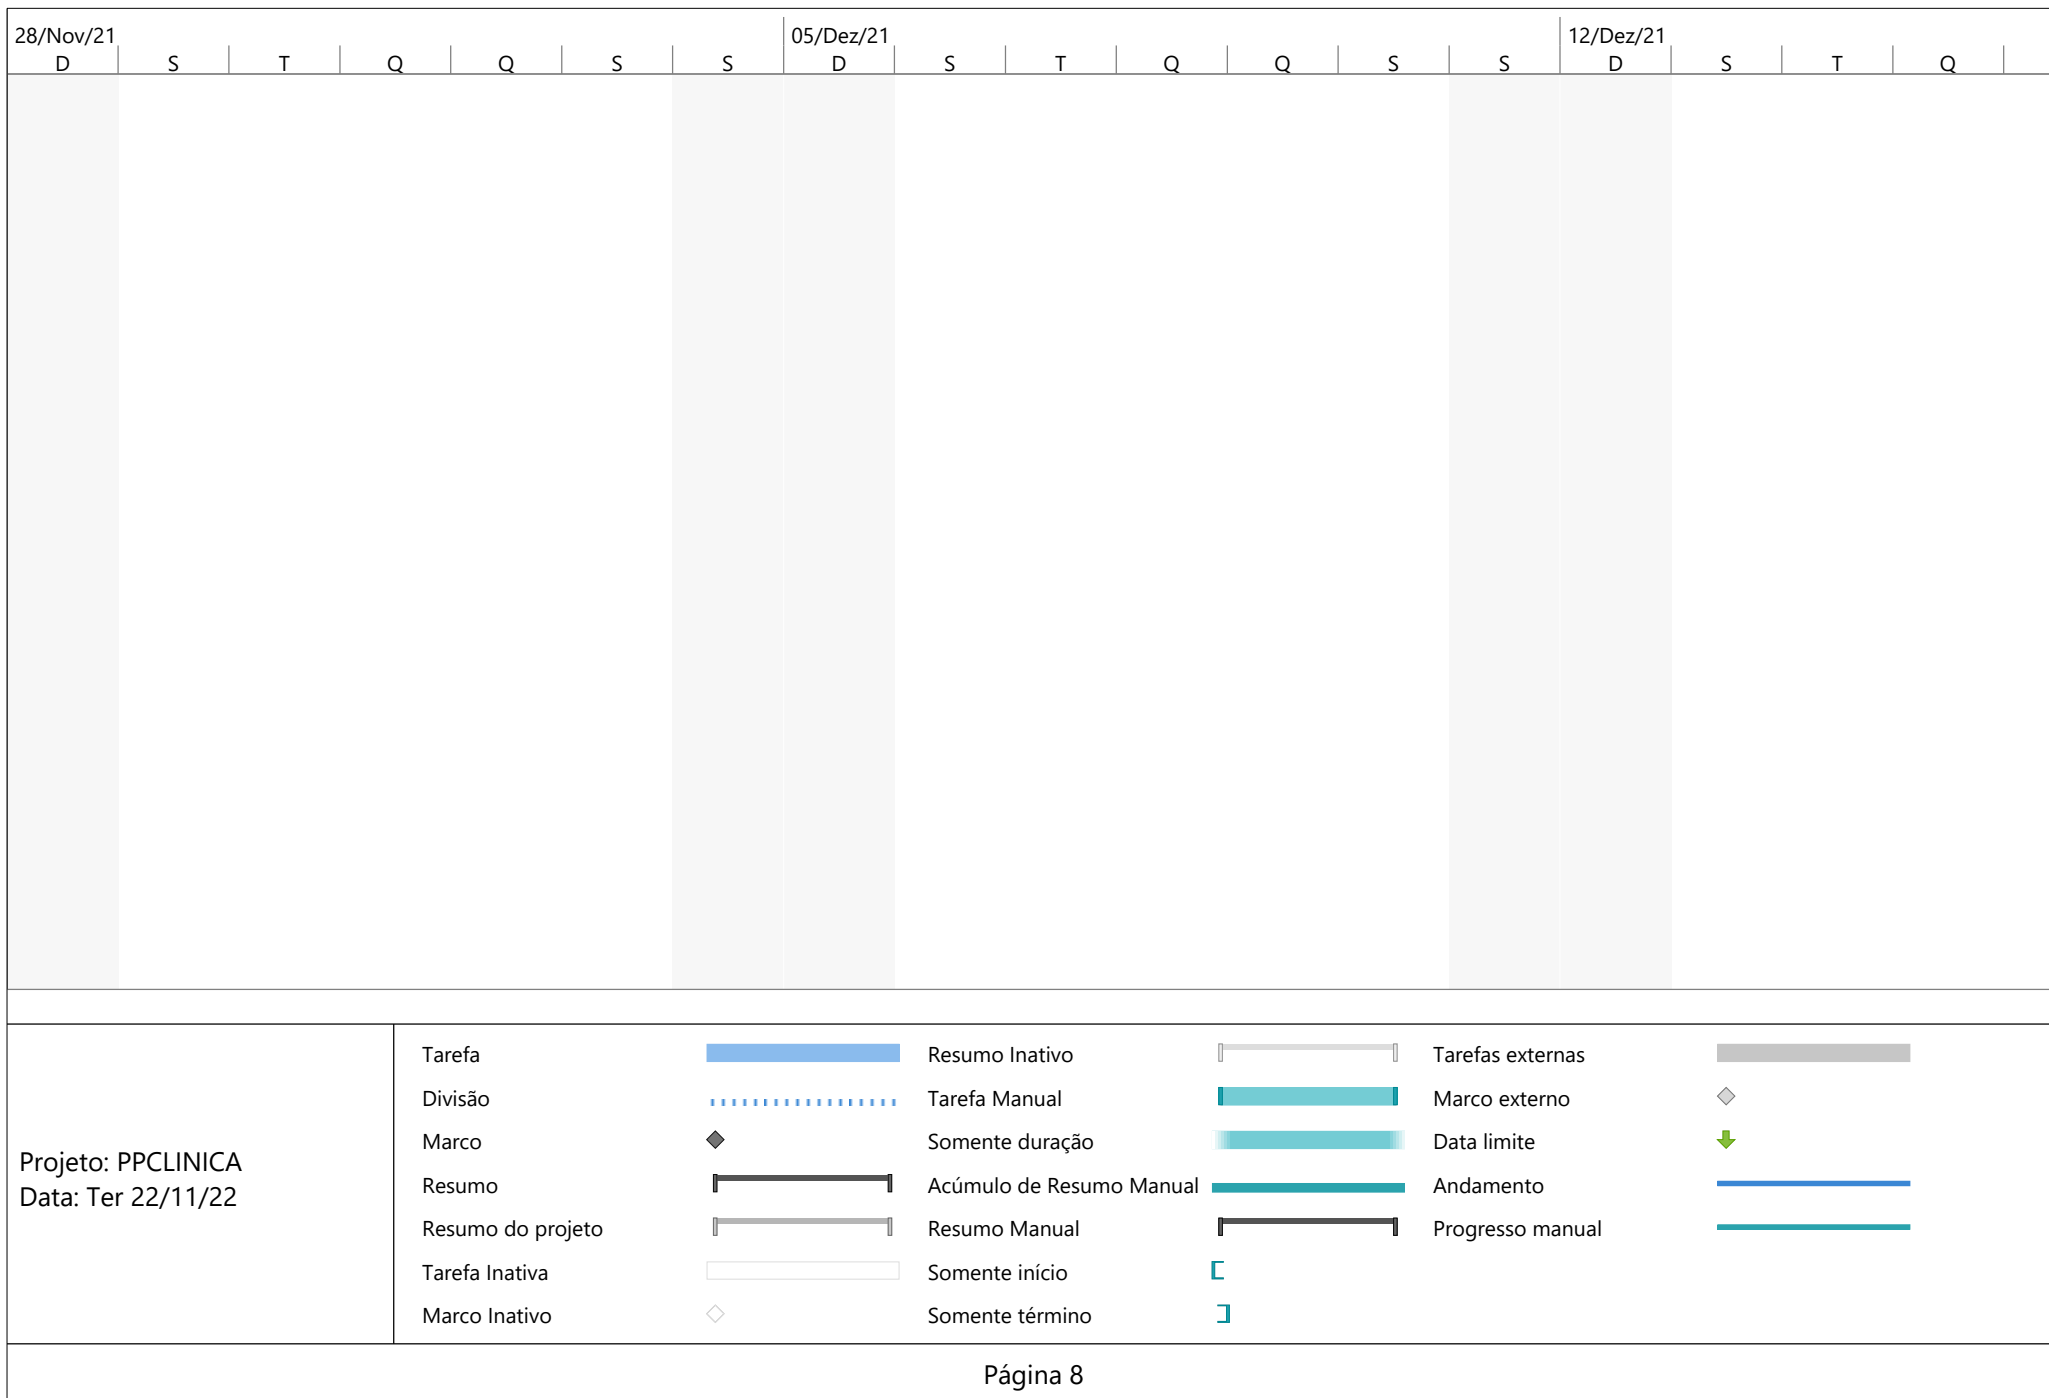 28/Nov/21 05/Dez/21 12/Dez/21
D S T Q Q S S D S T Q Q S S D S T Q
Projeto: PPCLINICA
Data: Ter 22/11/22
Tarefa
Divisão
Marco
Resumo
Resumo do projeto
Tarefa Inativa
Marco Inativo
Resumo Inativo
Tarefa Manual
Somente duração
Acúmulo de Resumo Manual
Resumo Manual
Somente início
Somente término
Tarefas externas
Marco externo
Data limite
Andamento
Progresso manual
Página 8